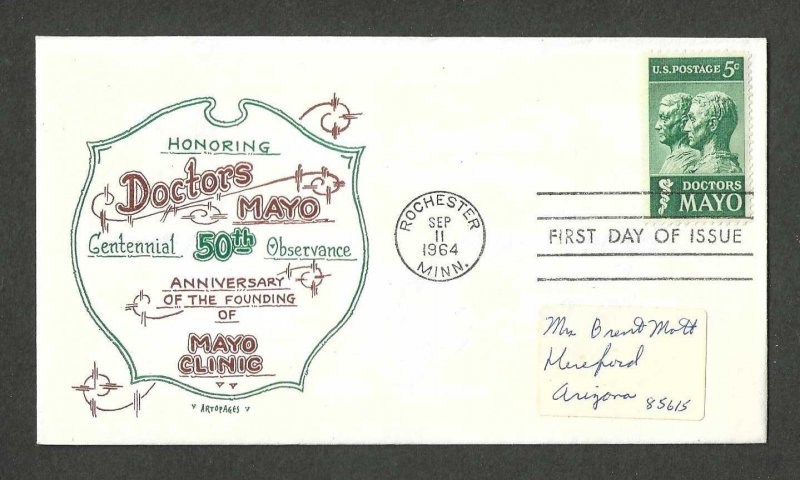 HONORING
Doctors
MAYO
Centennial 50th Observance
ANNIVERSARY
OF THE FOUNDING
OF
MAYO
CLINIC
ARTOPAGES
ROCHESTER
SEP
11
1964
MINN.
U.S. POSTAGE 5c
DOCTORS
MAYO
FIRST DAY OF ISSUE
Mr Brent Mott
Hereford
Arizona
85615